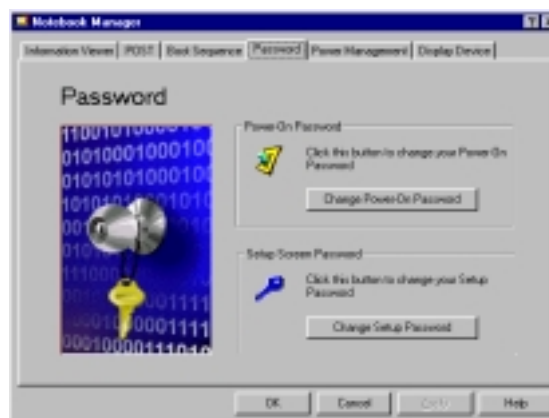 Notebook Manager
Information Viewer POST Boot Sequence Password Power Management Display Device
Password
Power-On Password
Click this button to change your Power-On
Password
Change Power-On Password
Setup Screen Password
Click this button to change your Setup
Password
Change Setup Password
OK Cancel Apply Help